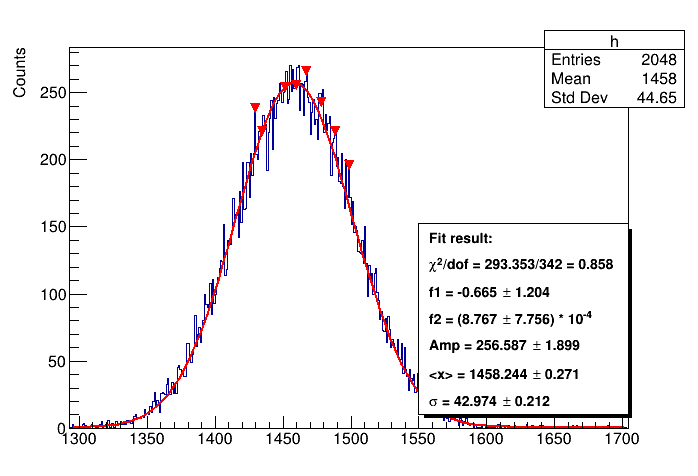 h
Entries 2048
Mean 1458
Std Dev 44.65
Counts
250
200
150
100
50
0
Fit result:
χ²/dof = 293.353/342 = 0.858
f1 = -0.665 ± 1.204
f2 = (8.767 ± 7.756) * 10⁻⁴
Amp = 256.587 ± 1.899
<x> = 1458.244 ± 0.271
σ = 42.974 ± 0.212
1300 1350 1400 1450 1500 1550 1600 1650 1700